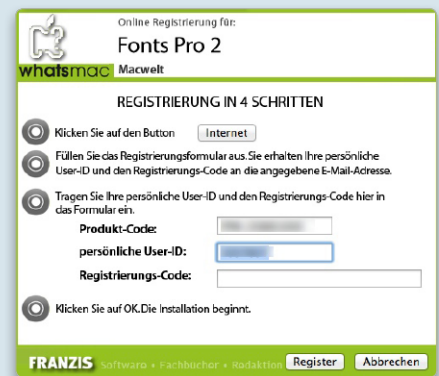 Online Registrierung für:
Fonts Pro 2
whatsmac Macwelt
REGISTRIERUNG IN 4 SCHRITTEN
Klicken Sie auf den Button Internet
Füllen Sie das Registrierungsformular aus.Sie erhalten Ihre persönliche
User-ID und den Registrierungs-Code an die angegebene E-Mail-Adresse.
Tragen Sie Ihre persönliche User-ID und den Registrierungs-Code hier in
das Formular ein.
Produkt-Code:
persönliche User-ID:
Registrierungs-Code:
Klicken Sie auf OK.Die Installation beginnt.
FRANZIS Software • Fachbücher • Redaktion Register Abbrechen